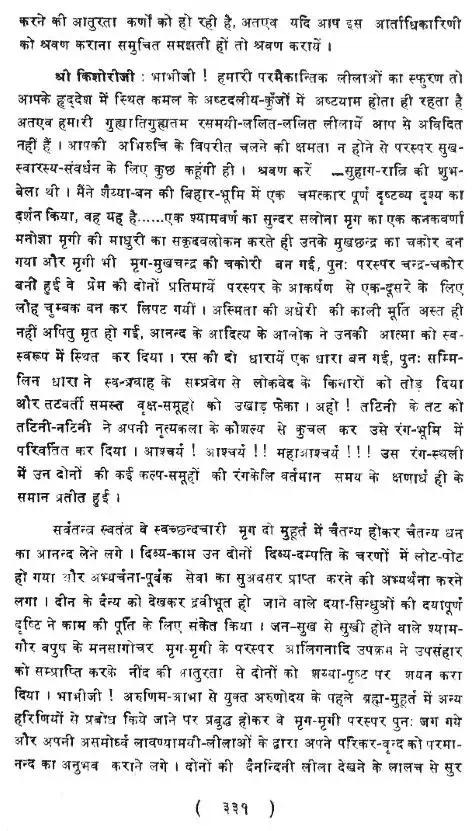 करने की आतुरता कर्णों को हो रही है, अतएव यदि आप इस आर्ताधिकारिणी
को श्रवण कराना समुचित समझती हों तो श्रवण करायें ।
श्री किशोरीजी : भाभीजी ! हमारी परमैकान्तिक लीलाओं का स्फुरण तो
आपके हृद्देश में स्थित कमल के अष्टदलीय-कुँजों में अष्टयाम होता ही रहता है
अतएव हमारी गुह्यातिगुह्यतम रसमयी-ललित-ललित लीलायें आप से अविदित
नहीं हैं । आपकी अभिरुचि के विपरीत चलने की क्षमता न होने से परस्पर सुख-
स्वारस्य-संवर्धन के लिए कुछ कहूंगी ही । श्रवण करें —सुहाग-रात्रि की शुभ-
बेला थी । मैंने शैय्या-बन की बिहार-भूमि में एक चमत्कार पूर्ण दृष्टव्य दृश्य का
दर्शन किया, वह यह है......एक श्यामवर्ण का सुन्दर सलोना मृग का एक कनकवर्णा
मनोज्ञा मृगी की माधुरी का सकृदवलोकन करते ही उनके मुखछन्द्र का चकोर बन
गया और मृगी भी मृग-मुखचन्द्र की चकोरी बन गई, पुनः परस्पर चन्द्र-चकोर
बनी हुई वे प्रेम की दोनों प्रतिमायें परस्पर के आकर्षण से एक-दूसरे के लिए
लौह चुम्बक बन कर लिपट गयीं । अस्मिता की अधेरी की काली मूर्ति अस्त ही
नहीं अपितु मृत हो गई, आनन्द के आदित्य के आलोक ने उनकी आत्मा को स्व-
स्वरूप में स्थित कर दिया । रस की दो धारायें एक धारा बन गई, पुनः सम्मि-
लिन धारा ने स्व-प्रवाह के सम्प्रवेग से लोकवेद के किनारों को तोड़ दिया
और तटवर्ती समस्त वृक्ष-समूहों को उखाड़ फेका । अहो ! तटिनी के तट को
तटिनी-नटिनी ने अपनी नृत्यकला के कौशल्य से कुचल कर उसे रंग-भूमि में
परिवर्तित कर दिया । आश्चर्य ! आश्चर्य !! महाआश्चर्य !!! उस रंग-स्थली
में उन दोनों की कई कल्प-समूहों की रंगकेलि वर्तमान समय के क्षणार्ध ही के
समान प्रतीत हुई ।
सर्वतन्त्र स्वतंत्र वे स्वच्छन्दचारी मृग दो मुहूर्त में चैतन्य होकर चैतन्य धन
का आनन्द लेने लगे । दिव्य-काम उन दोनों दिव्य-दम्पति के चरणों में लोट-पोट
हो गया और अभ्यर्चना-पूर्वक सेवा का सुअवसर प्राप्त करने की अभ्यर्थना करने
लगा । दीन के दैन्य को देखकर द्रवीभूत हो जाने वाले दया-सिन्धुओं की दयापूर्ण
दृष्टि ने काम की पूर्ति के लिए संकेत किया । जन-सुख से सुखी होने वाले श्याम-
गौर वपुष के मनसागोचर मृग-मृगी के परस्पर आलिगनादि उपक्रम ने उपसंहार
को सम्प्राप्ति करके नींद की आतुरता से दोनों को शय्या-पृष्ट पर शयन करा
दिया । भाभीजी ! अरुणिम-आभा से युक्त अरुणोदय के पहले ब्रह्म-मुहूर्त में अन्य
हरिणियों से प्रबोध किये जाने पर प्रबुद्ध होकर वे मृग-मृगी परस्पर पुनः जग गये
और अपनी असमोर्ध्व लावण्यामयी-लीलाओं के द्वारा अपने परिकर-वृन्द को परमा-
नन्द का अनुभव कराने लगे । दोनों की दैनन्दिनी लीला देखने के लालच से सुर
( ३३१ )